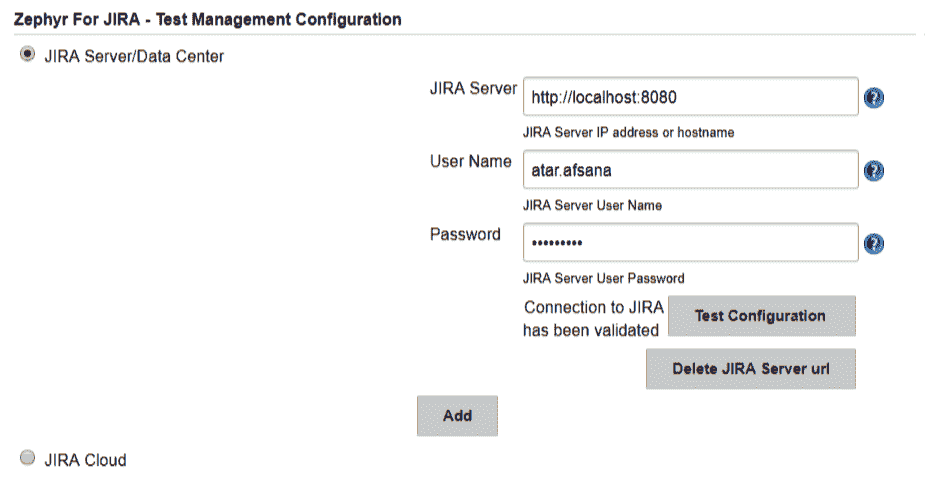 Zephyr For JIRA - Test Management Configuration
JIRA Server/Data Center
JIRA Server
http://localhost:8080
JIRA Server IP address or hostname
User Name
atar.afsana
JIRA Server User Name
Password
•••••••••
JIRA Server User Password
Connection to JIRA
has been validated
Test Configuration
Delete JIRA Server url
Add
JIRA Cloud